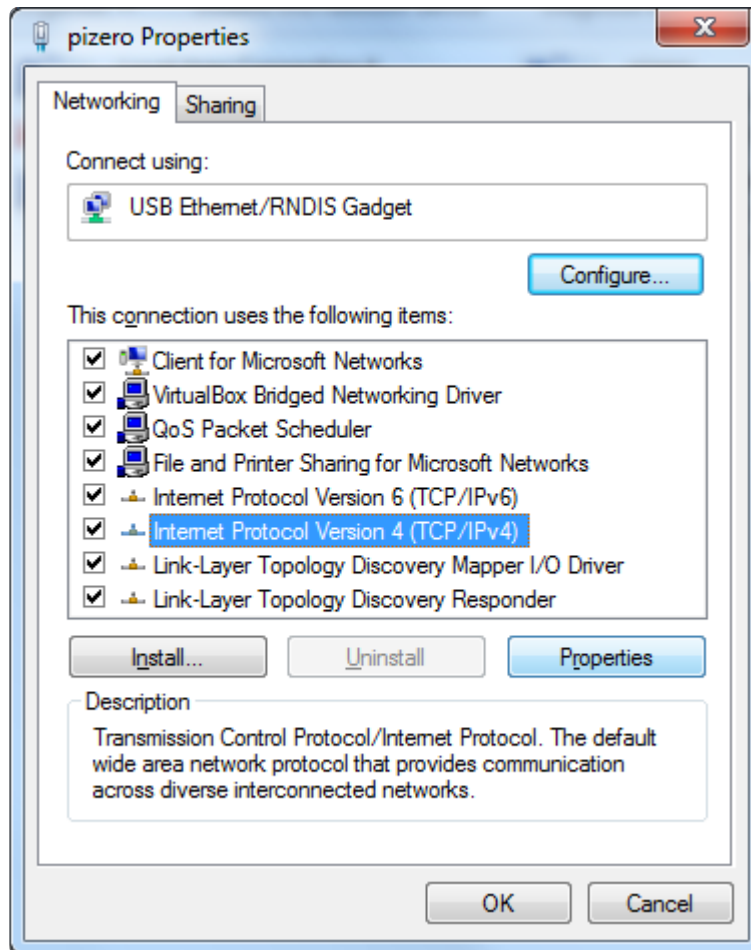 pizero Properties
Networking
Sharing
Connect using:
USB Ethernet/RNDIS Gadget
Configure...
This connection uses the following items:
Client for Microsoft Networks
VirtualBox Bridged Networking Driver
QoS Packet Scheduler
File and Printer Sharing for Microsoft Networks
Internet Protocol Version 6 (TCP/IPv6)
Internet Protocol Version 4 (TCP/IPv4)
Link-Layer Topology Discovery Mapper I/O Driver
Link-Layer Topology Discovery Responder
Install...
Uninstall
Properties
Description
Transmission Control Protocol/Internet Protocol. The default
wide area network protocol that provides communication
across diverse interconnected networks.
OK
Cancel